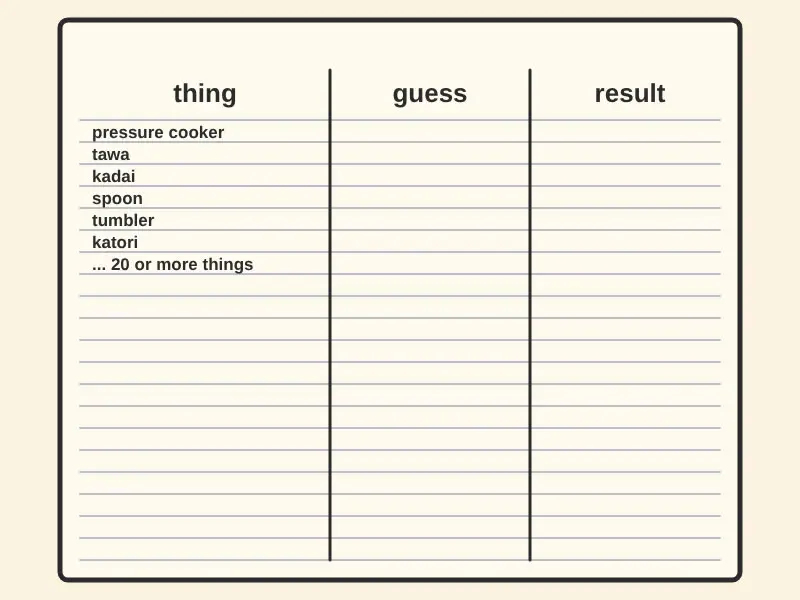 thing guess result
pressure cooker
tawa
kadai
spoon
tumbler
katori
... 20 or more things